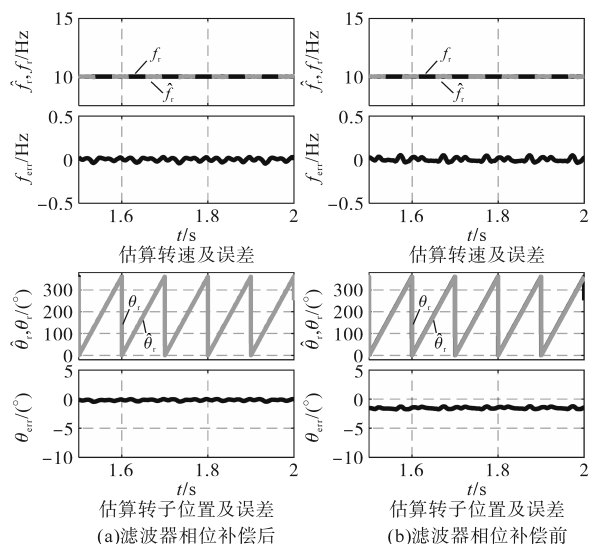 15
10
f̂r,fr/Hz
fr
f̂r
0.5
0
−0.5
ferr/Hz
1.6
1.8
2
t/s
估算转速及误差
300
200
100
0
θ̂r,θr/(°)
θr
θ̂r
5
0
−5
−10
θerr/(°)
1.6
1.8
2
t/s
估算转子位置及误差
(a)滤波器相位补偿后
15
10
f̂r,fr/Hz
fr
f̂r
0.5
0
−0.5
ferr/Hz
1.6
1.8
2
t/s
估算转速及误差
300
200
100
0
θ̂r,θr/(°)
θr
θ̂r
5
0
−5
−10
θerr/(°)
1.6
1.8
2
t/s
估算转子位置及误差
(b)滤波器相位补偿前